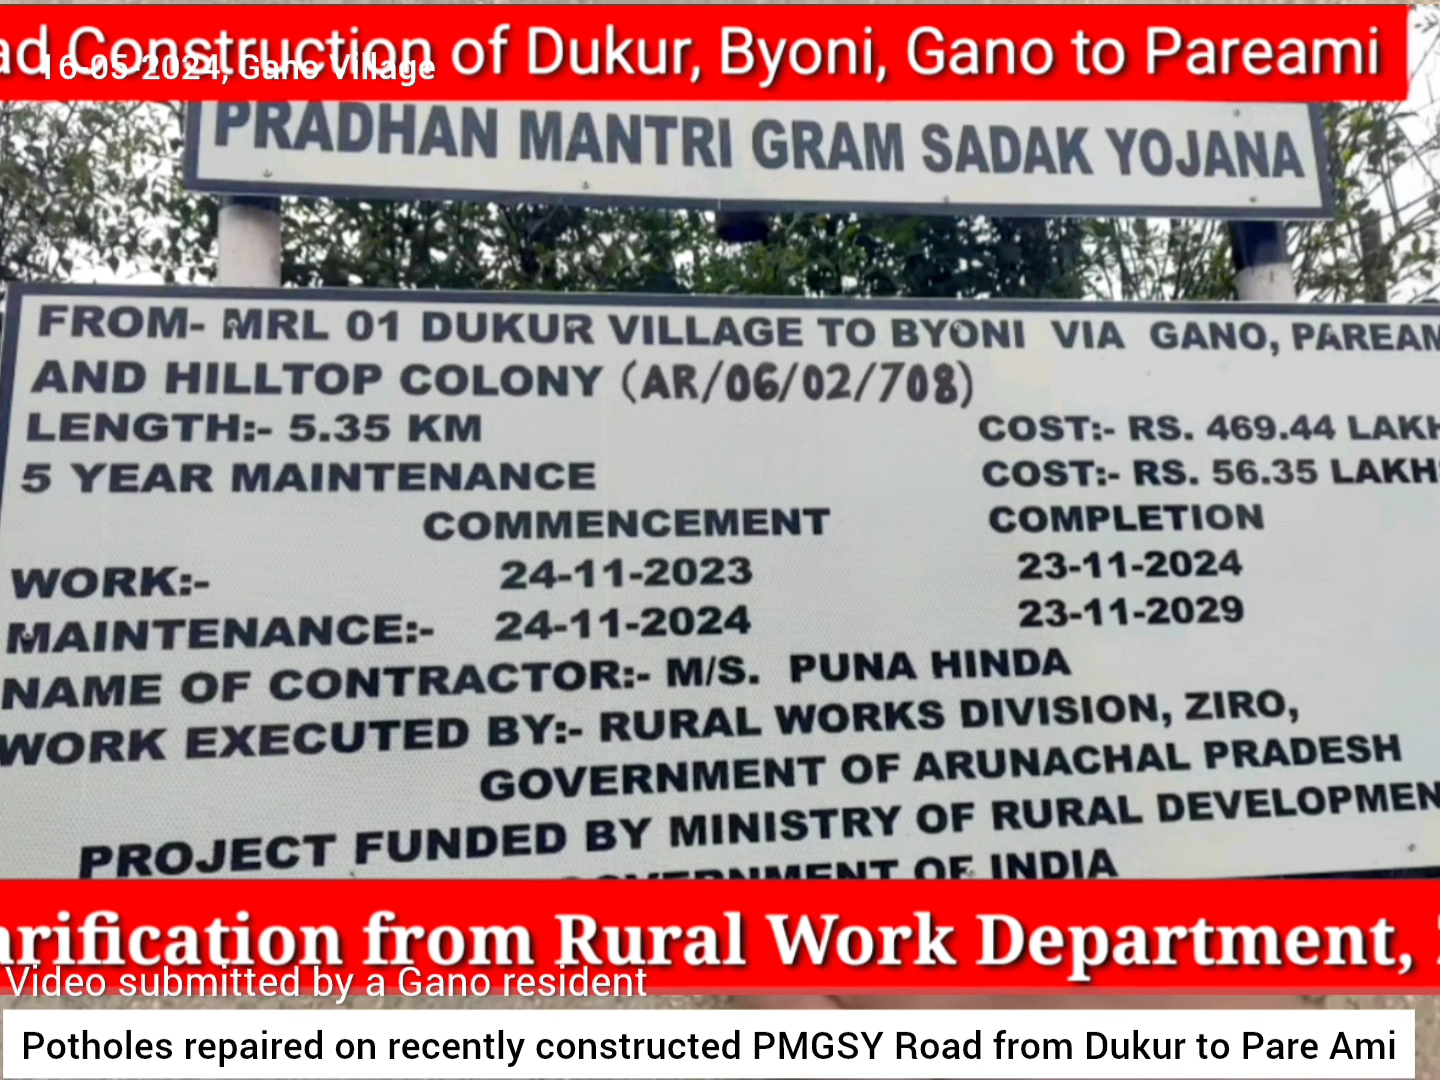 ad Construction of Dukur, Byoni, Gano to Pareami
16-05-2024, Gano Village
PRADHAN MANTRI GRAM SADAK YOJANA
FROM- MRL 01 DUKUR VILLAGE TO BYONI VIA GANO, PAREAM
AND HILLTOP COLONY (AR/06/02/708)
LENGTH:- 5.35 KM COST:- RS. 469.44 LAKH
5 YEAR MAINTENANCE COST:- RS. 56.35 LAKH
COMMENCEMENT COMPLETION
WORK:- 24-11-2023 23-11-2024
MAINTENANCE:- 24-11-2024 23-11-2029
NAME OF CONTRACTOR:- M/S. PUNA HINDA
WORK EXECUTED BY:- RURAL WORKS DIVISION, ZIRO,
GOVERNMENT OF ARUNACHAL PRADESH
PROJECT FUNDED BY MINISTRY OF RURAL DEVELOPMEN
GOVERNMENT OF INDIA
arification from Rural Work Department,
Video submitted by a Gano resident
Potholes repaired on recently constructed PMGSY Road from Dukur to Pare Ami